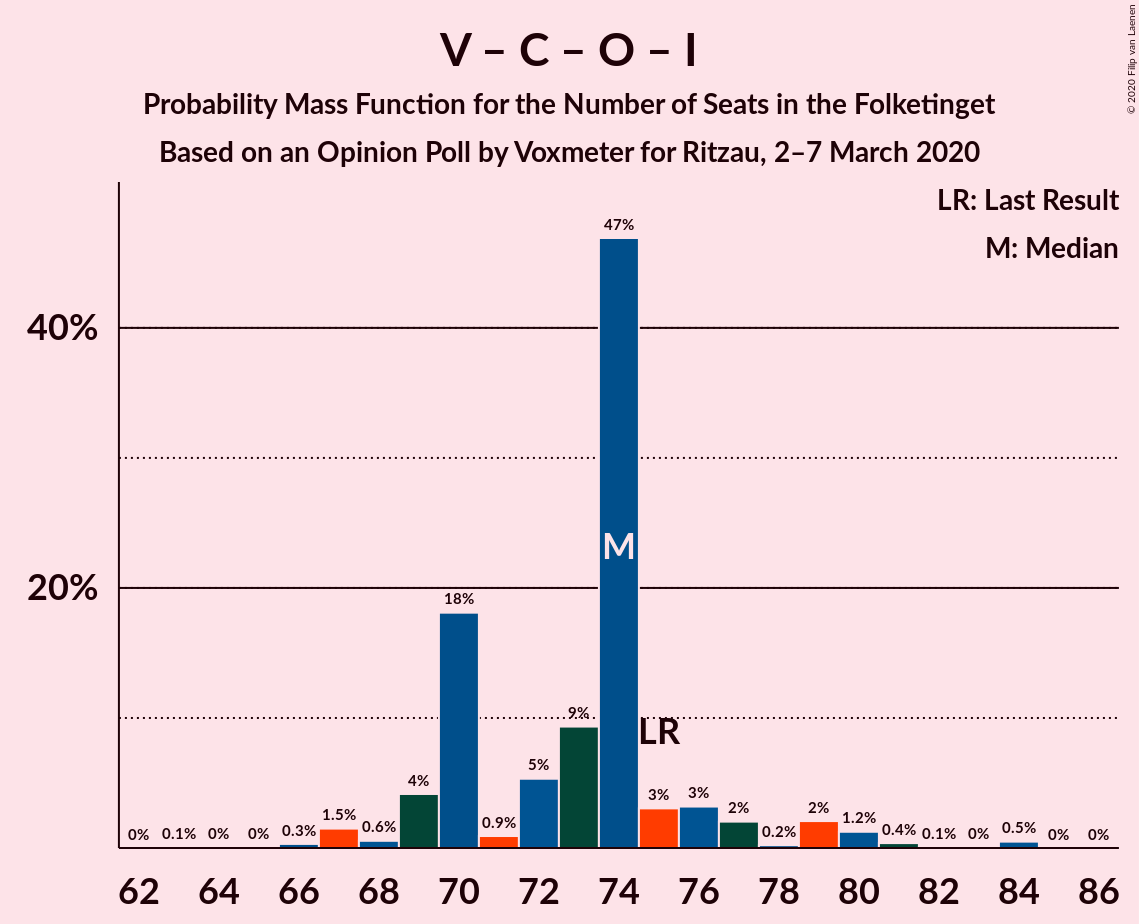 V – C – O – I
Probability Mass Function for the Number of Seats in the Folketinget
Based on an Opinion Poll by Voxmeter for Ritzau, 2–7 March 2020
© 2020 Filip van Laenen
LR: Last Result
M: Median
40%
20%
0% 0.1% 0% 0% 0.3% 1.5% 0.6% 4% 18% 0.9% 5% 9% 47% 3% 3% 2% 0.2% 2% 1.2% 0.4% 0.1% 0% 0.5% 0% 0%
M
LR
62 64 66 68 70 72 74 76 78 80 82 84 86